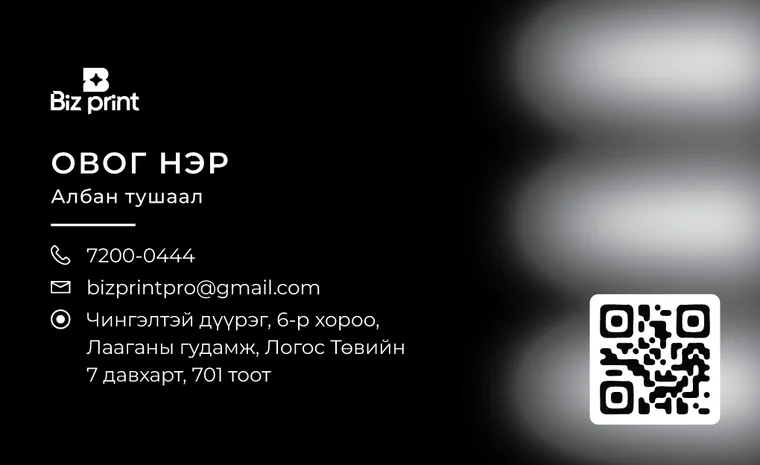 Biz print
ОВОГ НЭР
Албан тушаал
7200-0444
bizprintpro@gmail.com
Чингэлтэй дүүрэг, 6-р хороо,
Лааганы гудамж, Логос Төвийн
7 давхарт, 701 тоот